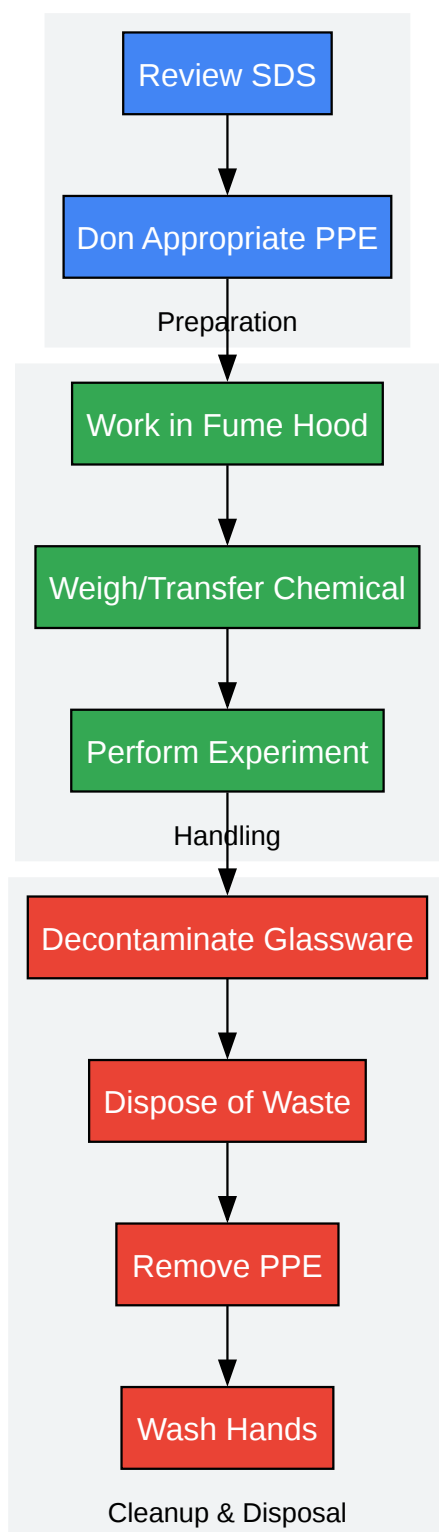 Review SDS
Don Appropriate PPE
Preparation
Work in Fume Hood
Weigh/Transfer Chemical
Perform Experiment
Handling
Decontaminate Glassware
Dispose of Waste
Remove PPE
Wash Hands
Cleanup & Disposal